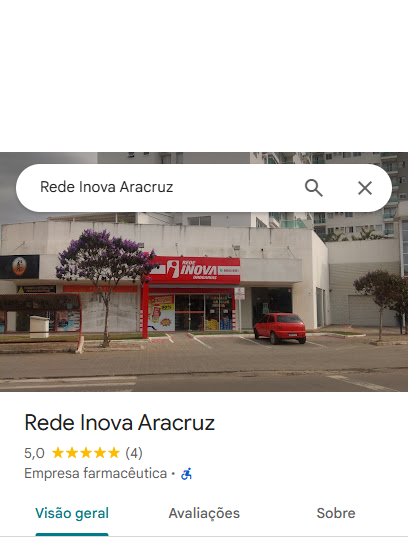 Rede Inova Aracruz
REDE
INOVA
DROGARIAS
Rede Inova Aracruz
5,0 (4)
Empresa farmacêutica ·
Visão geral
Avaliações
Sobre